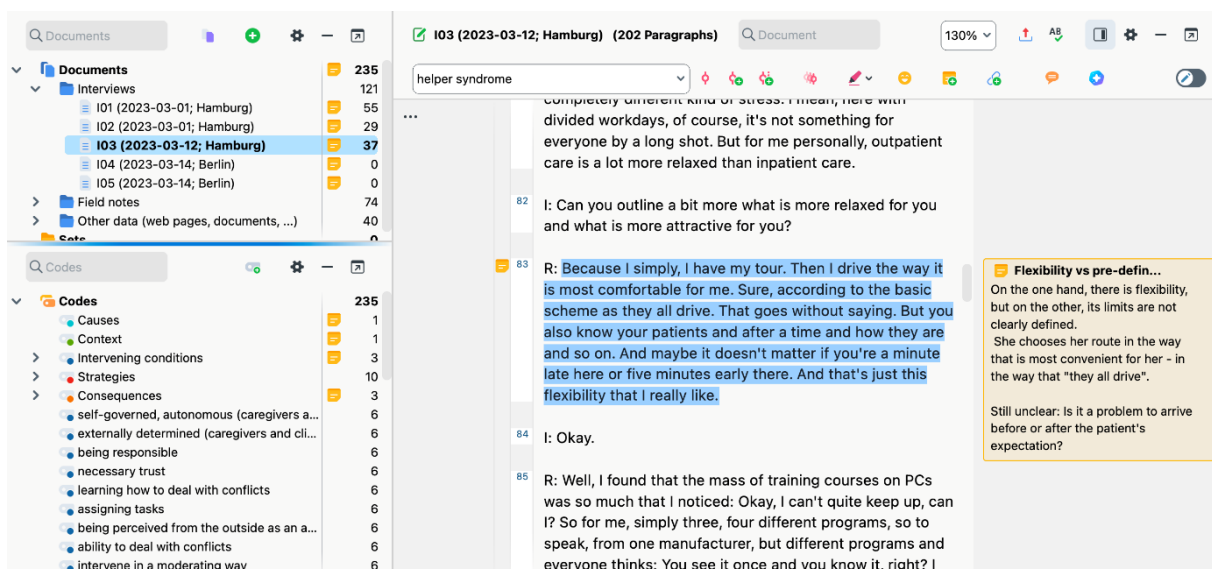 Documents
Documents 235
Interviews 121
I01 (2023-03-01; Hamburg) 55
I02 (2023-03-01; Hamburg) 29
I03 (2023-03-12; Hamburg) 37
I04 (2023-03-14; Berlin) 0
I05 (2023-03-14; Berlin) 0
Field notes 74
Other data (web pages, documents, ...) 40
Sets 0
Codes
Codes 235
Causes 1
Context 1
Intervening conditions 3
Strategies 10
Consequences 3
self-governed, autonomous (caregivers a... 6
externally determined (caregivers and cli... 6
being responsible 6
necessary trust 6
learning how to deal with conflicts 6
assigning tasks 6
being perceived from the outside as an a... 6
ability to deal with conflicts 6
intervene in a moderating way 6
I03 (2023-03-12; Hamburg) (202 Paragraphs)
Document
130%
AB
helper syndrome
...
completely different kind of stress. I mean, here with
divided workdays, of course, it's not something for
everyone by a long shot. But for me personally, outpatient
care is a lot more relaxed than inpatient care.
82 I: Can you outline a bit more what is more relaxed for you
and what is more attractive for you?
83 R: Because I simply, I have my tour. Then I drive the way it
is most comfortable for me. Sure, according to the basic
scheme as they all drive. That goes without saying. But you
also know your patients and after a time and how they are
and so on. And maybe it doesn't matter if you're a minute
late here or five minutes early there. And that's just this
flexibility that I really like.
84 I: Okay.
85 R: Well, I found that the mass of training courses on PCs
was so much that I noticed: Okay, I can't quite keep up, can
I? So for me, simply three, four different programs, so to
speak, from one manufacturer, but different programs and
everyone thinks: You see it once and you know it, right? I
Flexibility vs pre-defin...
On the one hand, there is flexibility,
but on the other, its limits are not
clearly defined.
She chooses her route in the way
that is most convenient for her - in
the way that "they all drive".
Still unclear: Is it a problem to arrive
before or after the patient's
expectation?